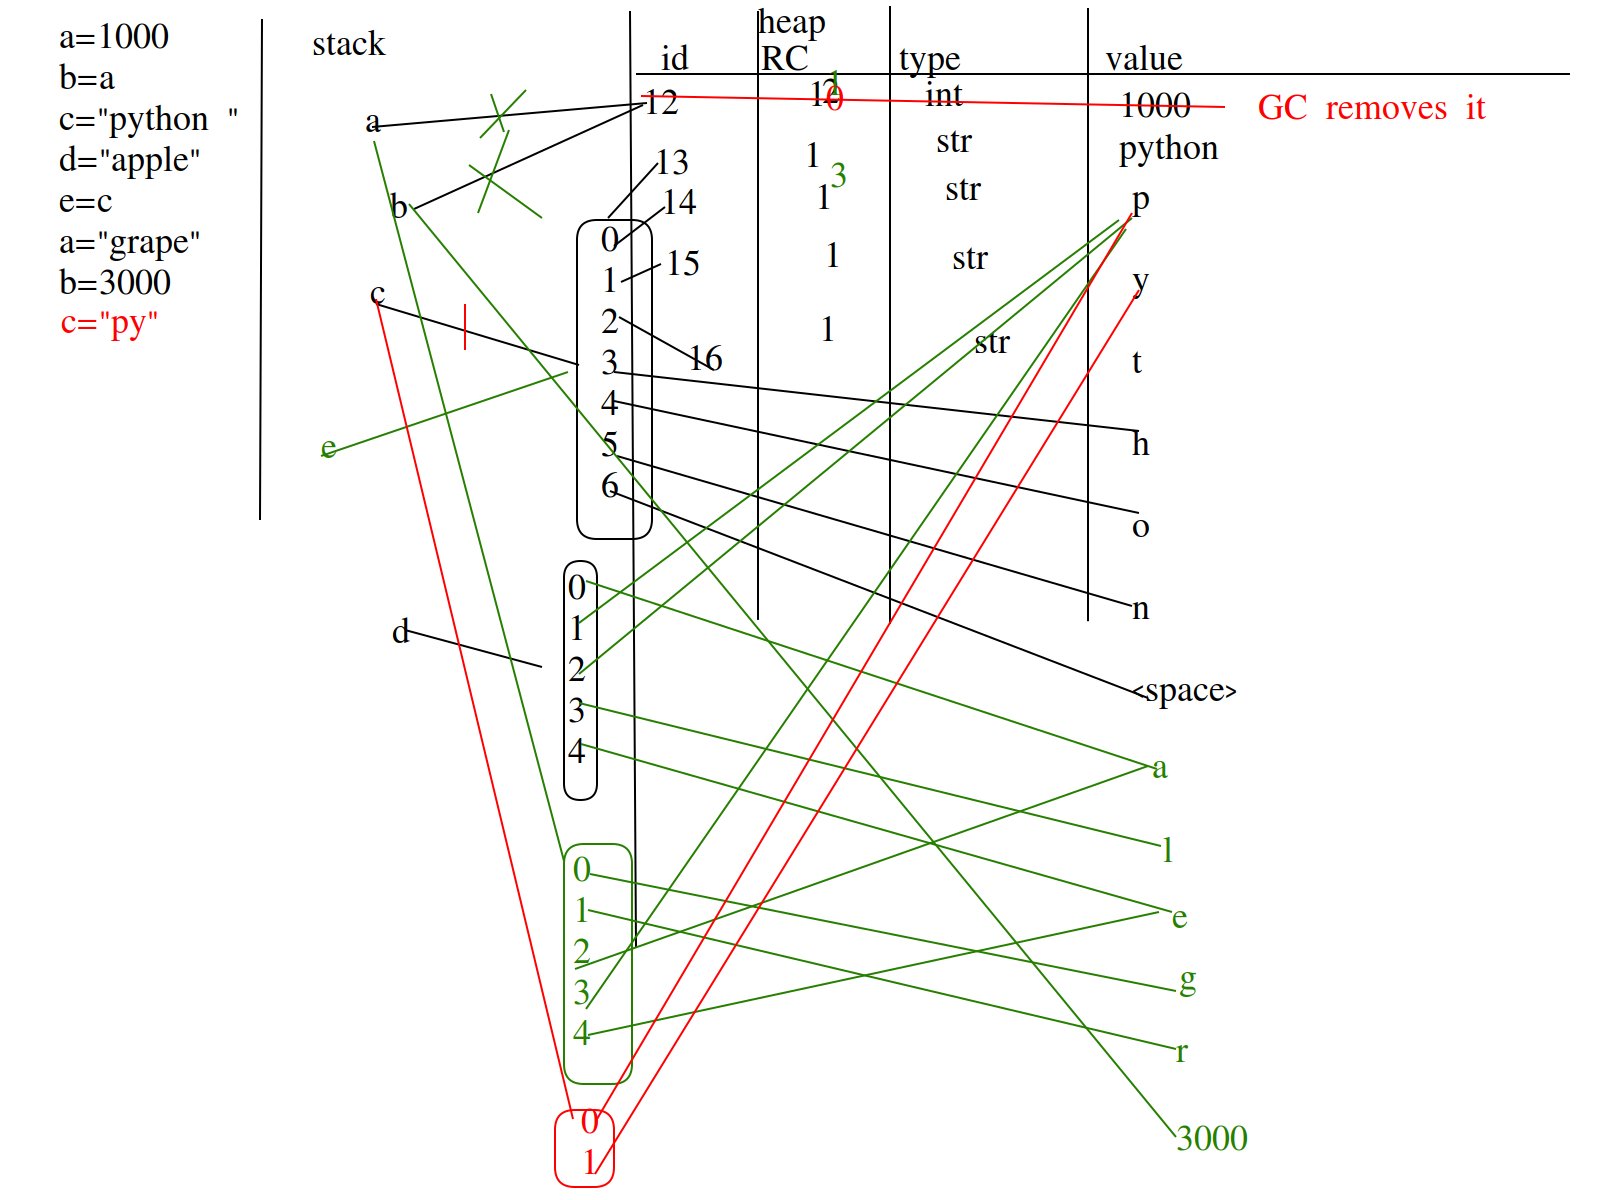 a=1000
b=a
c="python  "
d="apple"
e=c
a="grape"
b=3000
c="py"
stack
heap
id RC type value
a
b
c
e
d
12 12 1 0 int 1000 GC removes it
13 1 str python
14 1 3 str p
15 1 str y
16 1 str t
h
o
n
<space>
a
l
e
g
r
3000
0
1
2
3
4
5
6
0
1
2
3
4
0
1
2
3
4
0
1